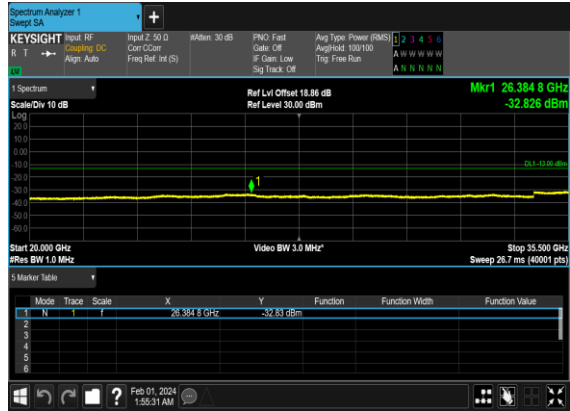 Spectrum Analyzer 1
Swept SA
+
KEYSIGHT Input: RF Input Z: 50 Ω #Atten: 30 dB PNO: Fast Avg Type: Power (RMS) 1 2 3 4 5 6
R T Coupling: DC Corr CCorr Gate: Off Avg|Hold: 100/100 A W W W W W
Align: Auto Freq Ref: Int (S) IF Gain: Low Trig: Free Run
Sig Track: Off A N N N N N
1 Spectrum Ref Lvl Offset 18.86 dB Mkr1 26.384 8 GHz
Scale/Div 10 dB Ref Level 30.00 dBm -32.826 dBm
Log
20.0
10.0
0.00
-10.0
DL1 -13.00 dBm
-20.0
1
-30.0
-40.0
-50.0
-60.0
Start 20.000 GHz Video BW 3.0 MHz* Stop 35.500 GHz
#Res BW 1.0 MHz Sweep 26.7 ms (40001 pts)
5 Marker Table
Mode Trace Scale X Y Function Function Width Function Value
1 N 1 f 26.384 8 GHz -32.83 dBm
2
3
4
5
6
? Feb 01, 2024
1:55:31 AM